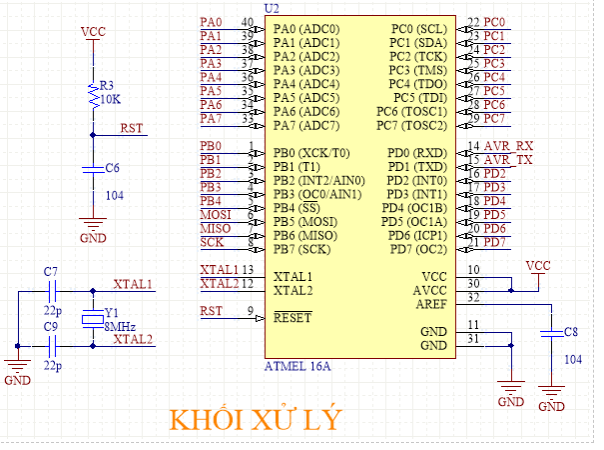 U2
PA0 40 PA0 (ADC0) PC0 (SCL) 22 PC0
PA1 39 PA1 (ADC1) PC1 (SDA) 23 PC1
PA2 38 PA2 (ADC2) PC2 (TCK) 24 PC2
PA3 37 PA3 (ADC3) PC3 (TMS) 25 PC3
PA4 36 PA4 (ADC4) PC4 (TDO) 26 PC4
PA5 35 PA5 (ADC5) PC5 (TDI) 27 PC5
PA6 34 PA6 (ADC6) PC6 (TOSC1) 28 PC6
PA7 33 PA7 (ADC7) PC7 (TOSC2) 29 PC7
PB0 1 PB0 (XCK/T0) PD0 (RXD) 14 AVR_RX
PB1 2 PB1 (T1) PD1 (TXD) 15 AVR_TX
PB2 3 PB2 (INT2/AIN0) PD2 (INT0) 16 PD2
PB3 4 PB3 (OC0/AIN1) PD3 (INT1) 17 PD3
PB4 5 PB4 (SS) PD4 (OC1B) 18 PD4
MOSI 6 PB5 (MOSI) PD5 (OC1A) 19 PD5
MISO 7 PB6 (MISO) PD6 (ICP1) 20 PD6
SCK 8 PB7 (SCK) PD7 (OC2) 21 PD7
XTAL1 13 XTAL1 VCC 10
XTAL2 12 XTAL2 AVCC 30
AREF 32
RST 9 RESET GND 11
GND 31
ATMEL 16A
VCC
R3
10K
RST
C6
104
GND
C7
XTAL1
22p
Y1
8MHz
C9
XTAL2
22p
GND
VCC
C8
104
GND
GND
KHỐI XỬ LÝ